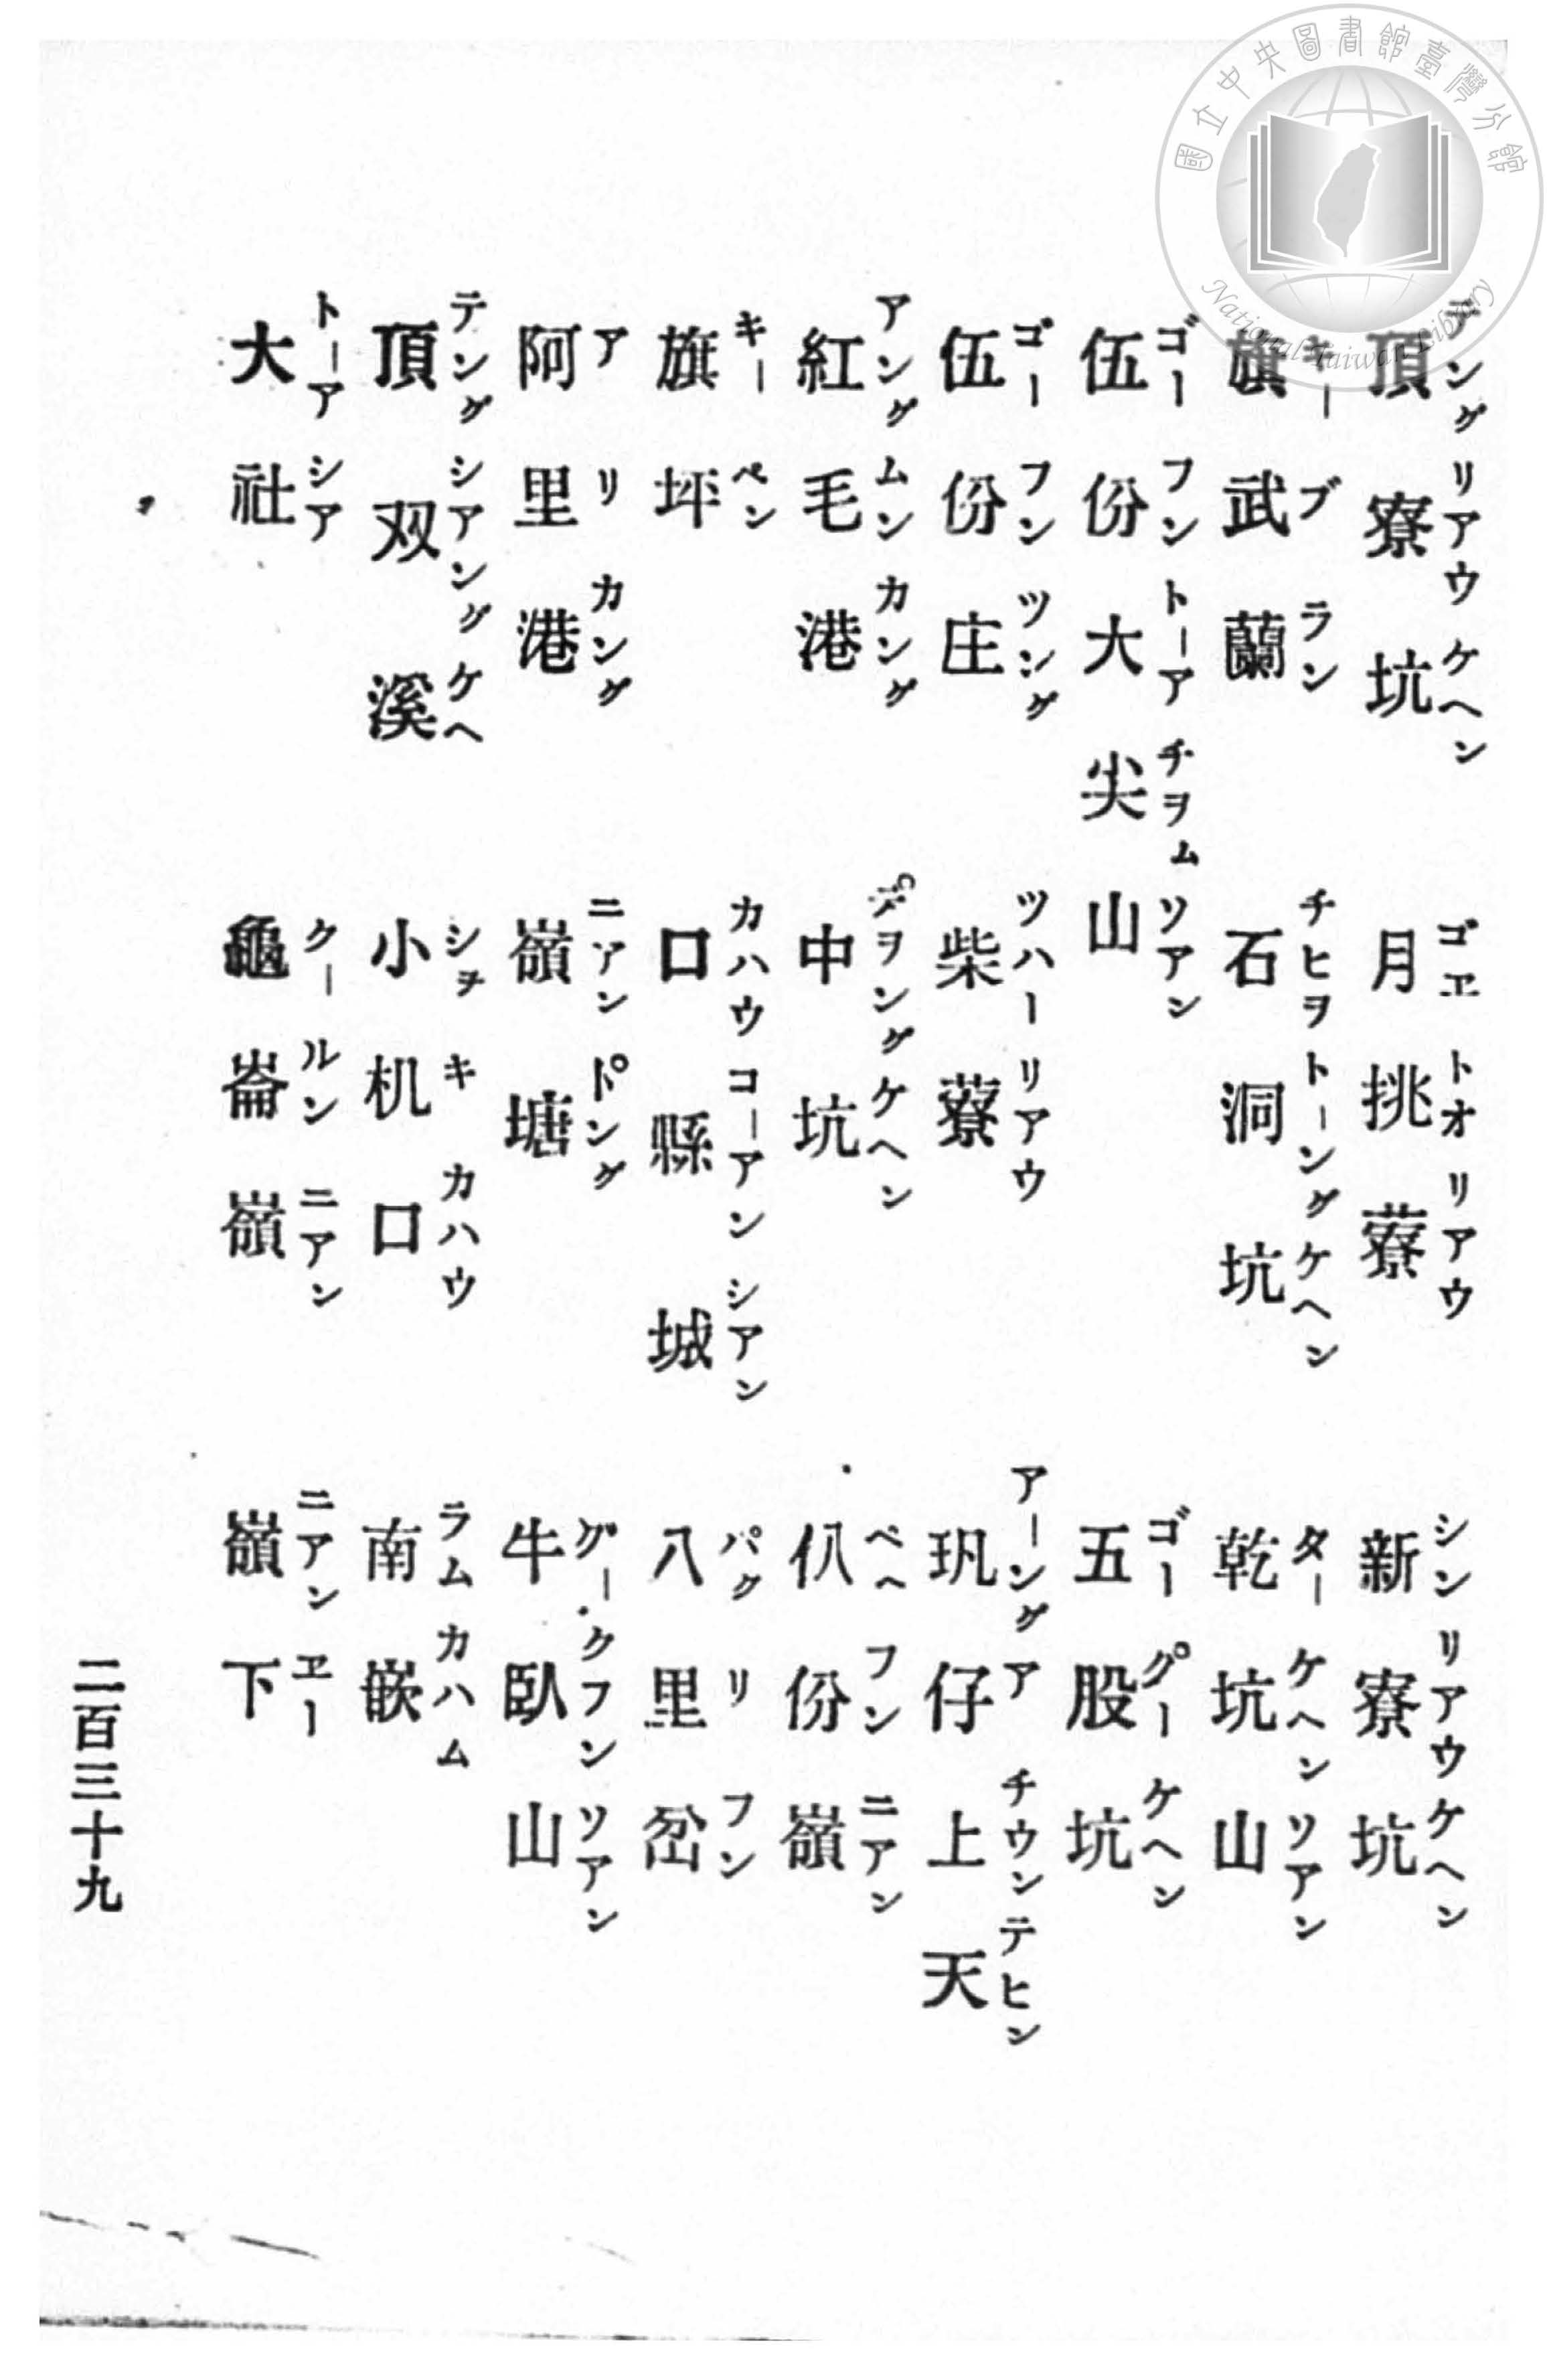 國立中央圖書館臺灣分館
National Taiwan Library
テング リアウ ケヘン
頂寮坑
ゴエ トオ リアウ
月挑藔
シン リアウ ケヘン
新寮坑
キー ブ ラン
旗武蘭
チヒヲ トーング ケヘン
石洞坑
ター ケヘン ソアン
乾坑山
ゴー フン トーア チヲム ソアン
伍份大尖山
ゴー グー ケヘン
五股坑
ゴー フン ツング
伍份庄
ツハー リアウ
柴藔
アーング ア チウン テヒン
玐仔上天
アング ムン カング
紅毛港
ヲング ケヘン
中坑
ベヘ フン ニアン
仈份嶺
キー ペン
旗坪
カハウ コーアン シアン
口縣城
パク リ フン
八里坌
ア リ カング
阿里港
ニアン ング
嶺塘
グー クフン ソアン
牛臥山
テング シアング ケヘ
頂双溪
シヲ キ カハウ
小机口
ラム カハム
南嵌
トーア シア
大社
クー ルン ニアン
龜崙嶺
ニアン エー
嶺下
二百三十九